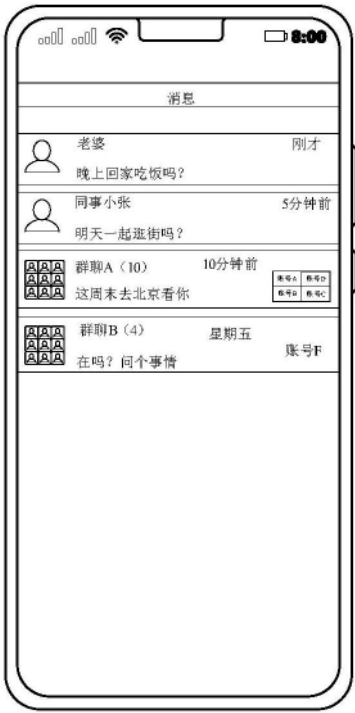 8:00
消息
老婆 刚才
晚上回家吃饭吗？
同事小张 5分钟前
明天一起逛街吗？
群聊A（10） 10分钟前
账号A 账号D
这周末去北京看你
账号B 账号C
群聊B（4） 星期五
账号F
在吗？问个事情